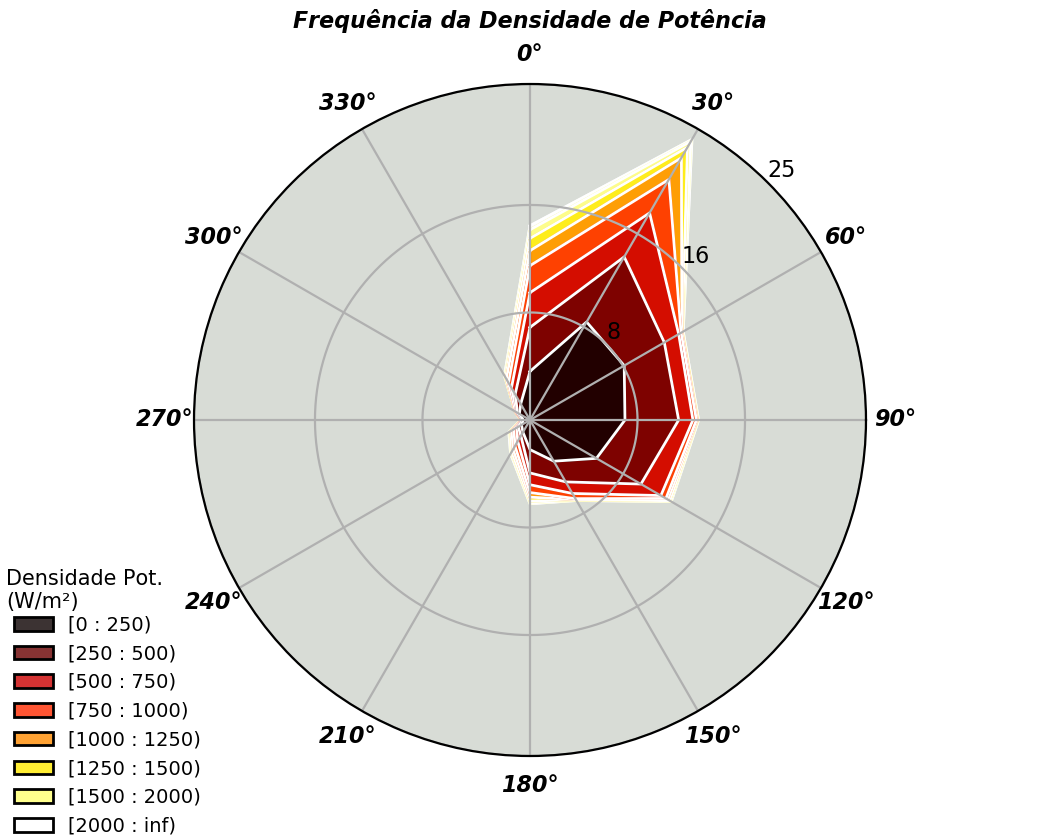 Frequência da Densidade de Potência
0°
330°
30°
25
300°
60°
16
8
270°
90°
240°
120°
210°
150°
180°
Densidade Pot.
(W/m²)
[0 : 250)
[250 : 500)
[500 : 750)
[750 : 1000)
[1000 : 1250)
[1250 : 1500)
[1500 : 2000)
[2000 : inf)